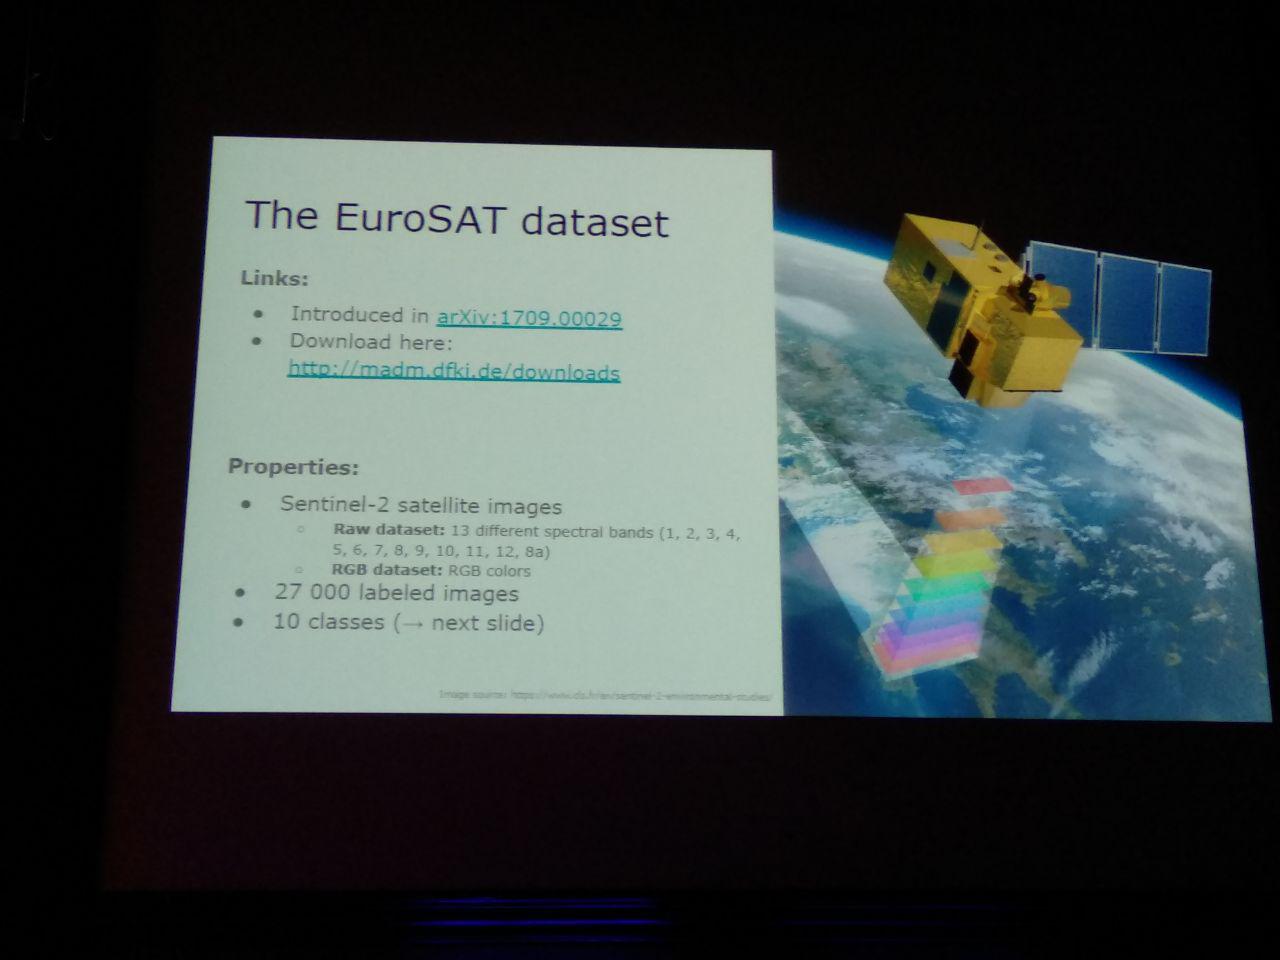 The EuroSAT dataset
Links:
● Introduced in arXiv:1709.00029
● Download here:
http://madm.dfki.de/downloads
Properties:
● Sentinel-2 satellite images
○ Raw dataset: 13 different spectral bands (1, 2, 3, 4,
5, 6, 7, 8, 9, 10, 11, 12, 8a)
○ RGB dataset: RGB colors
● 27 000 labeled images
● 10 classes (→ next slide)
Image source: https://www.cls.fr/en/sentinel-2-environmental-studies/